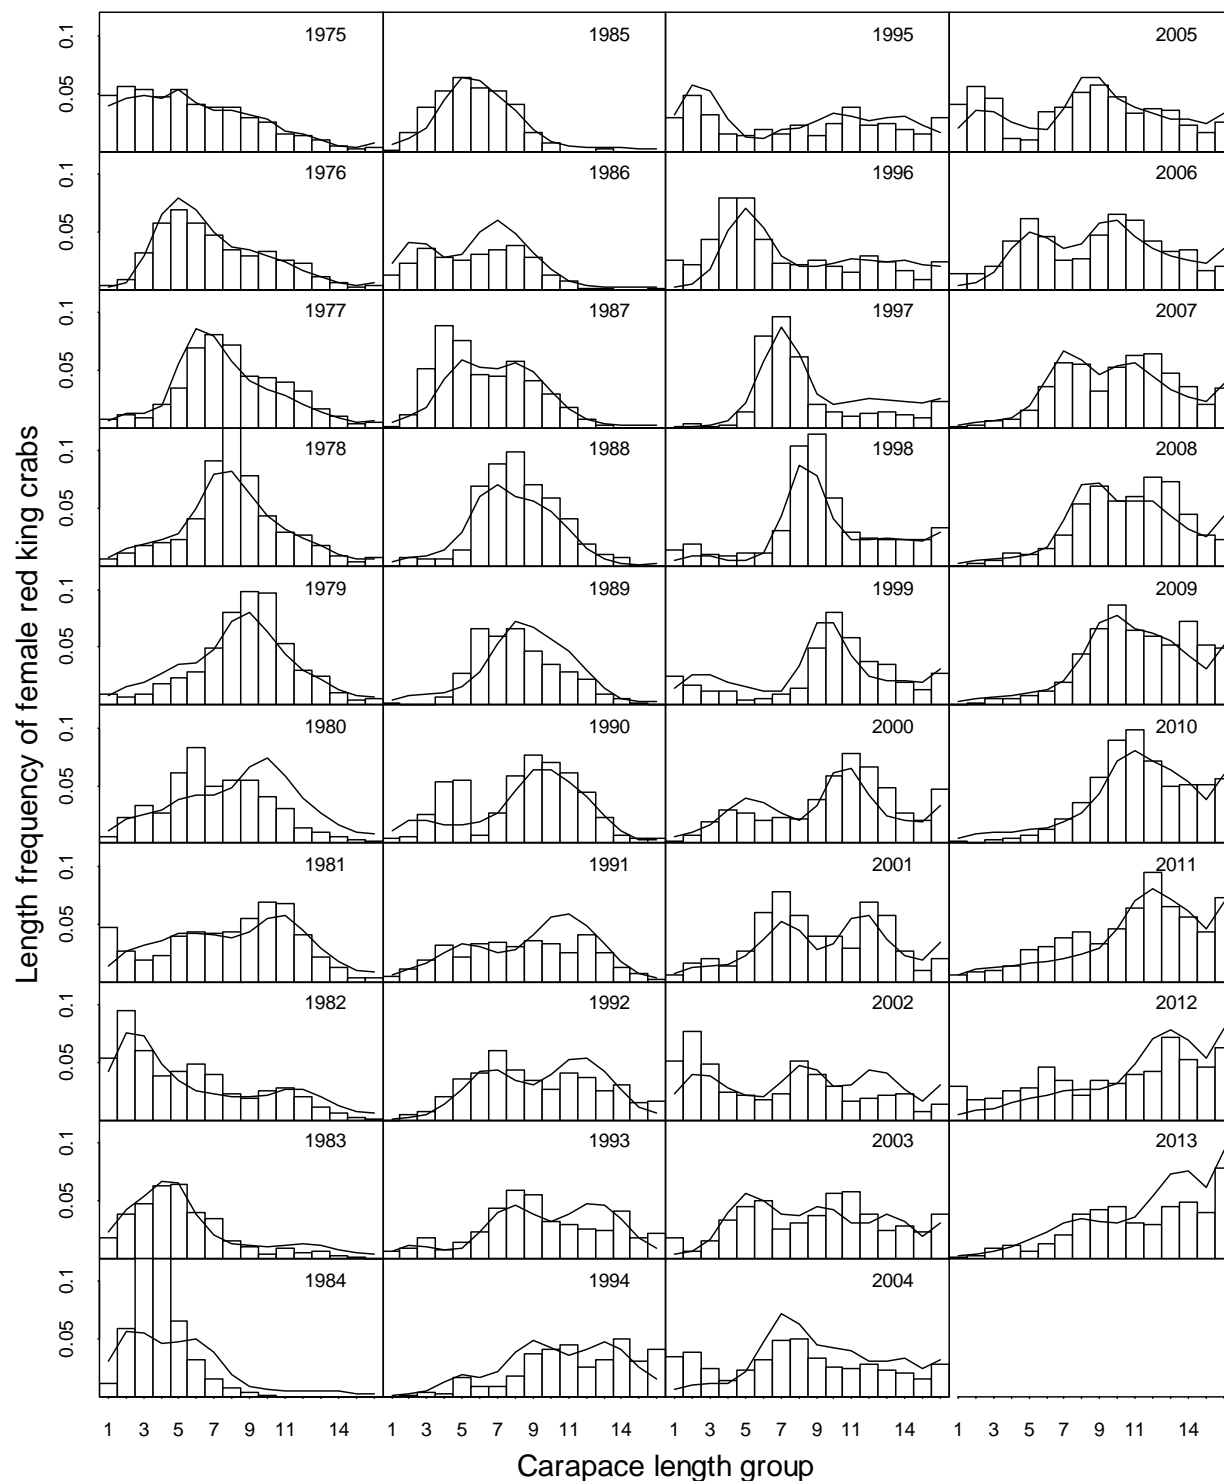 Length frequency of female red king crabs
0.1 1975 1985 1995 2005
0.05
0.1 1976 1986 1996 2006
0.05
0.1 1977 1987 1997 2007
0.05
0.1 1978 1988 1998 2008
0.05
0.1 1979 1989 1999 2009
0.05
0.1 1980 1990 2000 2010
0.05
0.1 1981 1991 2001 2011
0.05
0.1 1982 1992 2002 2012
0.05
0.1 1983 1993 2003 2013
0.05
0.1 1984 1994 2004
0.05
1 3 5 7 9 11 14 1 3 5 7 9 11 14 1 3 5 7 9 11 14 1 3 5 7 9 11 14
Carapace length group